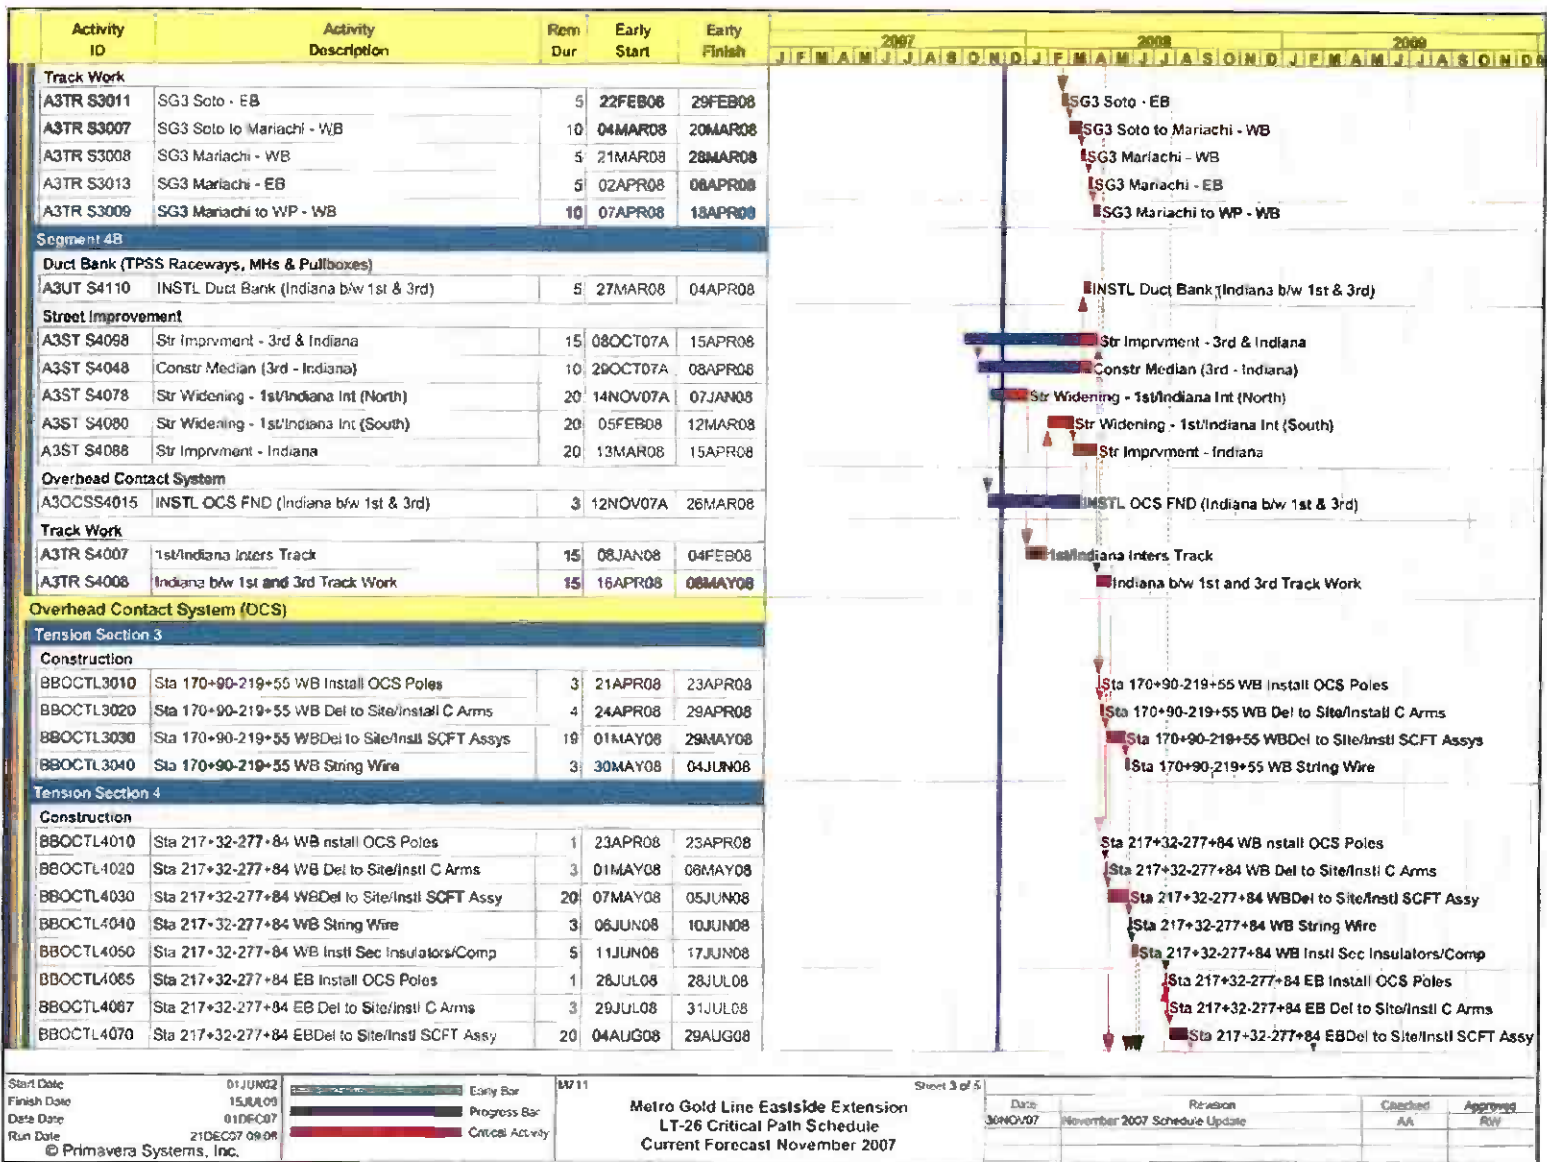 Activity ID Activity Description Rem Dur Early Start Early Finish 2007 2008 2009
J F M A M J J A S O N D J F M A M J J A S O N D J F M A M J J A S O N D
Track Work
A3TR S3011 SG3 Soto - EB 5 22FEB08 29FEB08 SG3 Soto - EB
A3TR S3007 SG3 Soto to Mariachi - WB 10 04MAR08 20MAR08 SG3 Soto to Mariachi - WB
A3TR S3008 SG3 Mariachi - WB 5 21MAR08 28MAR08 SG3 Mariachi - WB
A3TR S3013 SG3 Mariachi - EB 5 02APR08 08APR08 SG3 Mariachi - EB
A3TR S3009 SG3 Mariachi to WP - WB 10 07APR08 18APR08 SG3 Mariachi to WP - WB
Segment 4B
Duct Bank (TPSS Raceways, MHs & Pullboxes)
A3UT S4110 INSTL Duct Bank (Indiana b/w 1st & 3rd) 5 27MAR08 04APR08 INSTL Duct Bank (Indiana b/w 1st & 3rd)
Street Improvement
A3ST S4098 Str Imprvment - 3rd & Indiana 15 08OCT07A 15APR08 Str Imprvment - 3rd & Indiana
A3ST S4048 Constr Median (3rd - Indiana) 10 29OCT07A 08APR08 Constr Median (3rd - Indiana)
A3ST S4078 Str Widening - 1st/Indiana Int (North) 20 14NOV07A 07JAN08 Str Widening - 1st/Indiana Int (North)
A3ST S4080 Str Widening - 1st/Indiana Int (South) 20 05FEB08 12MAR08 Str Widening - 1st/Indiana Int (South)
A3ST S4088 Str Imprvment - Indiana 20 13MAR08 15APR08 Str Imprvment - Indiana
Overhead Contact System
A3OCSS4015 INSTL OCS FND (Indiana b/w 1st & 3rd) 3 12NOV07A 26MAR08 INSTL OCS FND (Indiana b/w 1st & 3rd)
Track Work
A3TR S4007 1st/Indiana Inters Track 15 08JAN08 04FEB08 1st/Indiana Inters Track
A3TR S4008 Indiana b/w 1st and 3rd Track Work 15 16APR08 06MAY08 Indiana b/w 1st and 3rd Track Work
Overhead Contact System (OCS)
Tension Section 3
Construction
BBOCTL3010 Sta 170+90-219+55 WB Install OCS Poles 3 21APR08 23APR08 Sta 170+90-219+55 WB Install OCS Poles
BBOCTL3020 Sta 170+90-219+55 WB Del to Site/Install C Arms 4 24APR08 29APR08 Sta 170+90-219+55 WB Del to Site/Install C Arms
BBOCTL3030 Sta 170+90-219+55 WBDel to Site/Instl SCFT Assys 19 01MAY08 29MAY08 Sta 170+90-219+55 WBDel to Site/Instl SCFT Assys
BBOCTL3040 Sta 170+90-219+55 WB String Wire 3 30MAY08 04JUN08 Sta 170+90-219+55 WB String Wire
Tension Section 4
Construction
BBOCTL4010 Sta 217+32-277+84 WB nstall OCS Poles 1 23APR08 23APR08 Sta 217+32-277+84 WB nstall OCS Poles
BBOCTL4020 Sta 217+32-277+84 WB Del to Site/Instl C Arms 3 01MAY08 06MAY08 Sta 217+32-277+84 WB Del to Site/Instl C Arms
BBOCTL4030 Sta 217+32-277+84 WBDel to Site/Instl SCFT Assy 20 07MAY08 05JUN08 Sta 217+32-277+84 WBDel to Site/Instl SCFT Assy
BBOCTL4040 Sta 217+32-277+84 WB String Wire 3 06JUN08 10JUN08 Sta 217+32-277+84 WB String Wire
BBOCTL4050 Sta 217+32-277+84 WB Instl Sec Insulators/Comp 5 11JUN08 17JUN08 Sta 217+32-277+84 WB Instl Sec Insulators/Comp
BBOCTL4065 Sta 217+32-277+84 EB Install OCS Poles 1 28JUL08 28JUL08 Sta 217+32-277+84 EB Install OCS Poles
BBOCTL4067 Sta 217+32-277+84 EB Del to Site/Instl C Arms 3 29JUL08 31JUL08 Sta 217+32-277+84 EB Del to Site/Instl C Arms
BBOCTL4070 Sta 217+32-277+84 EBDel to Site/Instl SCFT Assy 20 04AUG08 29AUG08 Sta 217+32-277+84 EBDel to Site/Instl SCFT Assy
Start Date 01JUN02
Finish Date 15JUL09
Data Date 01DEC07
Run Date 21DEC07 09:08
© Primavera Systems, Inc.
Early Bar
Progress Bar
Critical Activity
M711
Sheet 3 of 5
Metro Gold Line Eastside Extension
LT-26 Critical Path Schedule
Current Forecast November 2007
Date Revision Checked Approved
30NOV07 November 2007 Schedule Update AA RW